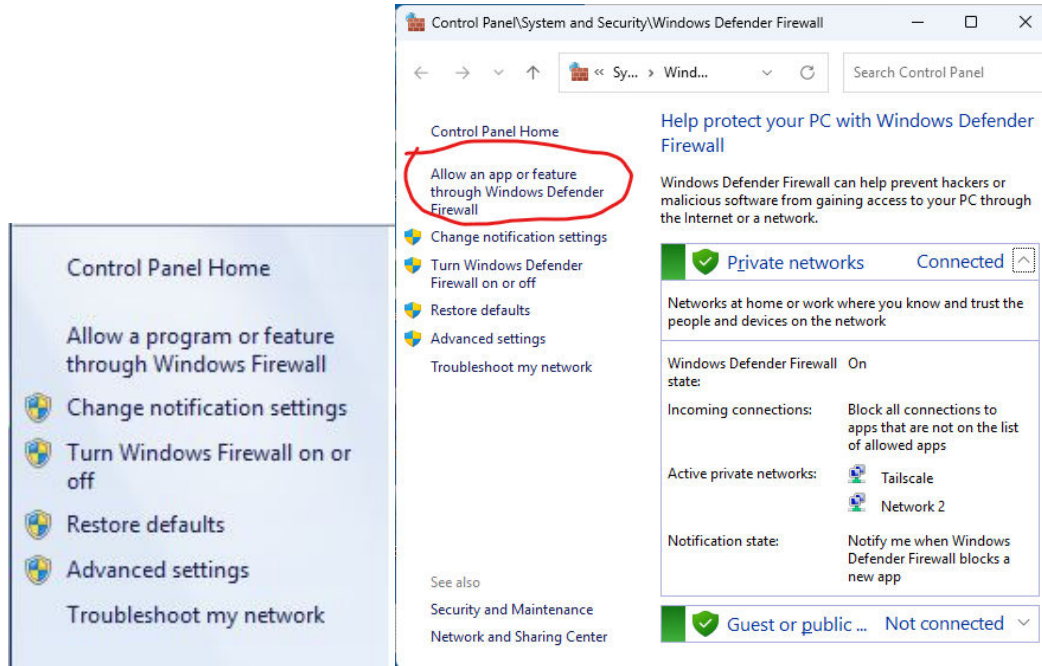 Control Panel Home
Allow a program or feature
through Windows Firewall
Change notification settings
Turn Windows Firewall on or
off
Restore defaults
Advanced settings
Troubleshoot my network
Control Panel\System and Security\Windows Defender Firewall
« Sy... › Wind...
Search Control Panel
Control Panel Home
Allow an app or feature
through Windows Defender
Firewall
Change notification settings
Turn Windows Defender
Firewall on or off
Restore defaults
Advanced settings
Troubleshoot my network
See also
Security and Maintenance
Network and Sharing Center
Help protect your PC with Windows Defender
Firewall
Windows Defender Firewall can help prevent hackers or
malicious software from gaining access to your PC through
the Internet or a network.
Private networks Connected
Networks at home or work where you know and trust the
people and devices on the network
Windows Defender Firewall
state:
On
Incoming connections:
Block all connections to
apps that are not on the list
of allowed apps
Active private networks:
Tailscale
Network 2
Notification state:
Notify me when Windows
Defender Firewall blocks a
new app
Guest or public ... Not connected